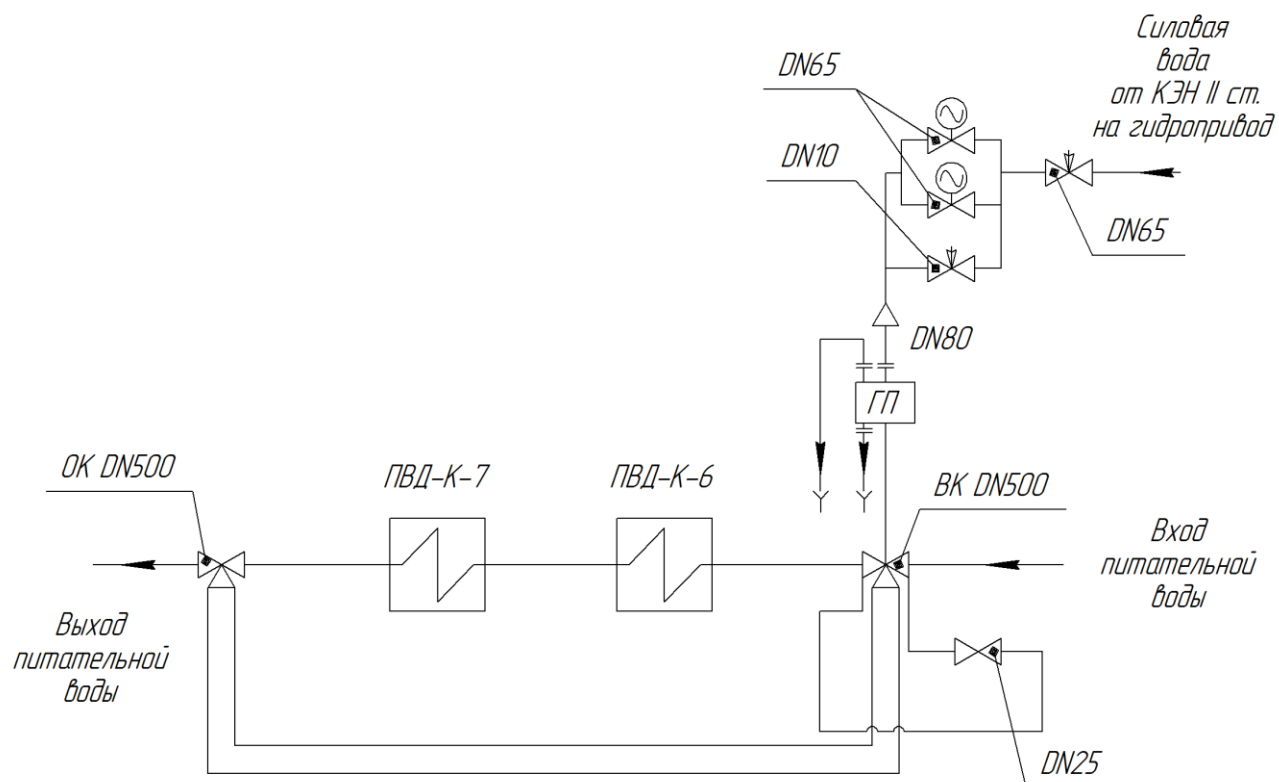 Силовая
вода
от КЭН II ст.
на гидропривод
DN65
DN10
DN65
DN80
ГП
ОК DN500
ПВД-К-7
ПВД-К-6
ВК DN500
Вход
питательной
воды
Выход
питательной
воды
DN25